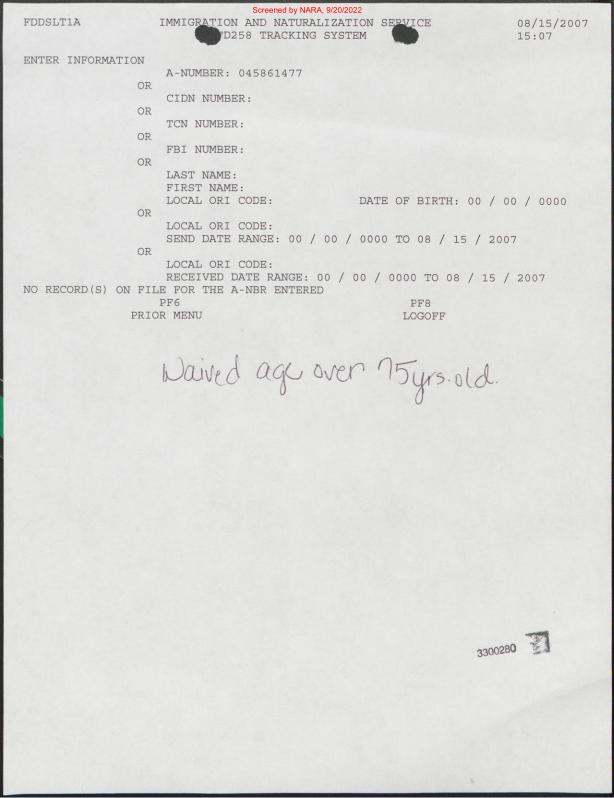 Screened by NARA, 9/20/2022
FDDSLT1A IMMIGRATION AND NATURALIZATION SERVICE 08/15/2007
D258 TRACKING SYSTEM 15:07
ENTER INFORMATION
A-NUMBER: 045861477
OR
CIDN NUMBER:
OR
TCN NUMBER:
OR
FBI NUMBER:
OR
LAST NAME:
FIRST NAME:
LOCAL ORI CODE: DATE OF BIRTH: 00 / 00 / 0000
OR
LOCAL ORI CODE:
SEND DATE RANGE: 00 / 00 / 0000 TO 08 / 15 / 2007
OR
LOCAL ORI CODE:
RECEIVED DATE RANGE: 00 / 00 / 0000 TO 08 / 15 / 2007
NO RECORD(S) ON FILE FOR THE A-NBR ENTERED
PF6 PF8
PRIOR MENU LOGOFF
Waived age over 75yrs.old.
3300280